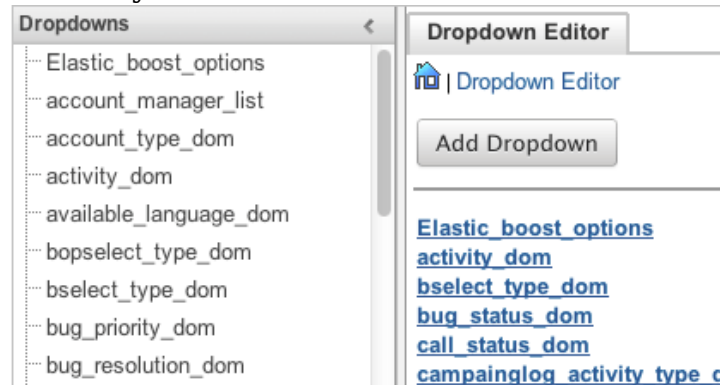 Dropdowns
Elastic_boost_options
account_manager_list
account_type_dom
activity_dom
available_language_dom
bopselect_type_dom
bselect_type_dom
bug_priority_dom
bug_resolution_dom
Dropdown Editor
| Dropdown Editor
Add Dropdown
Elastic_boost_options
activity_dom
bselect_type_dom
bug_status_dom
call_status_dom
campainglog_activity_type_d